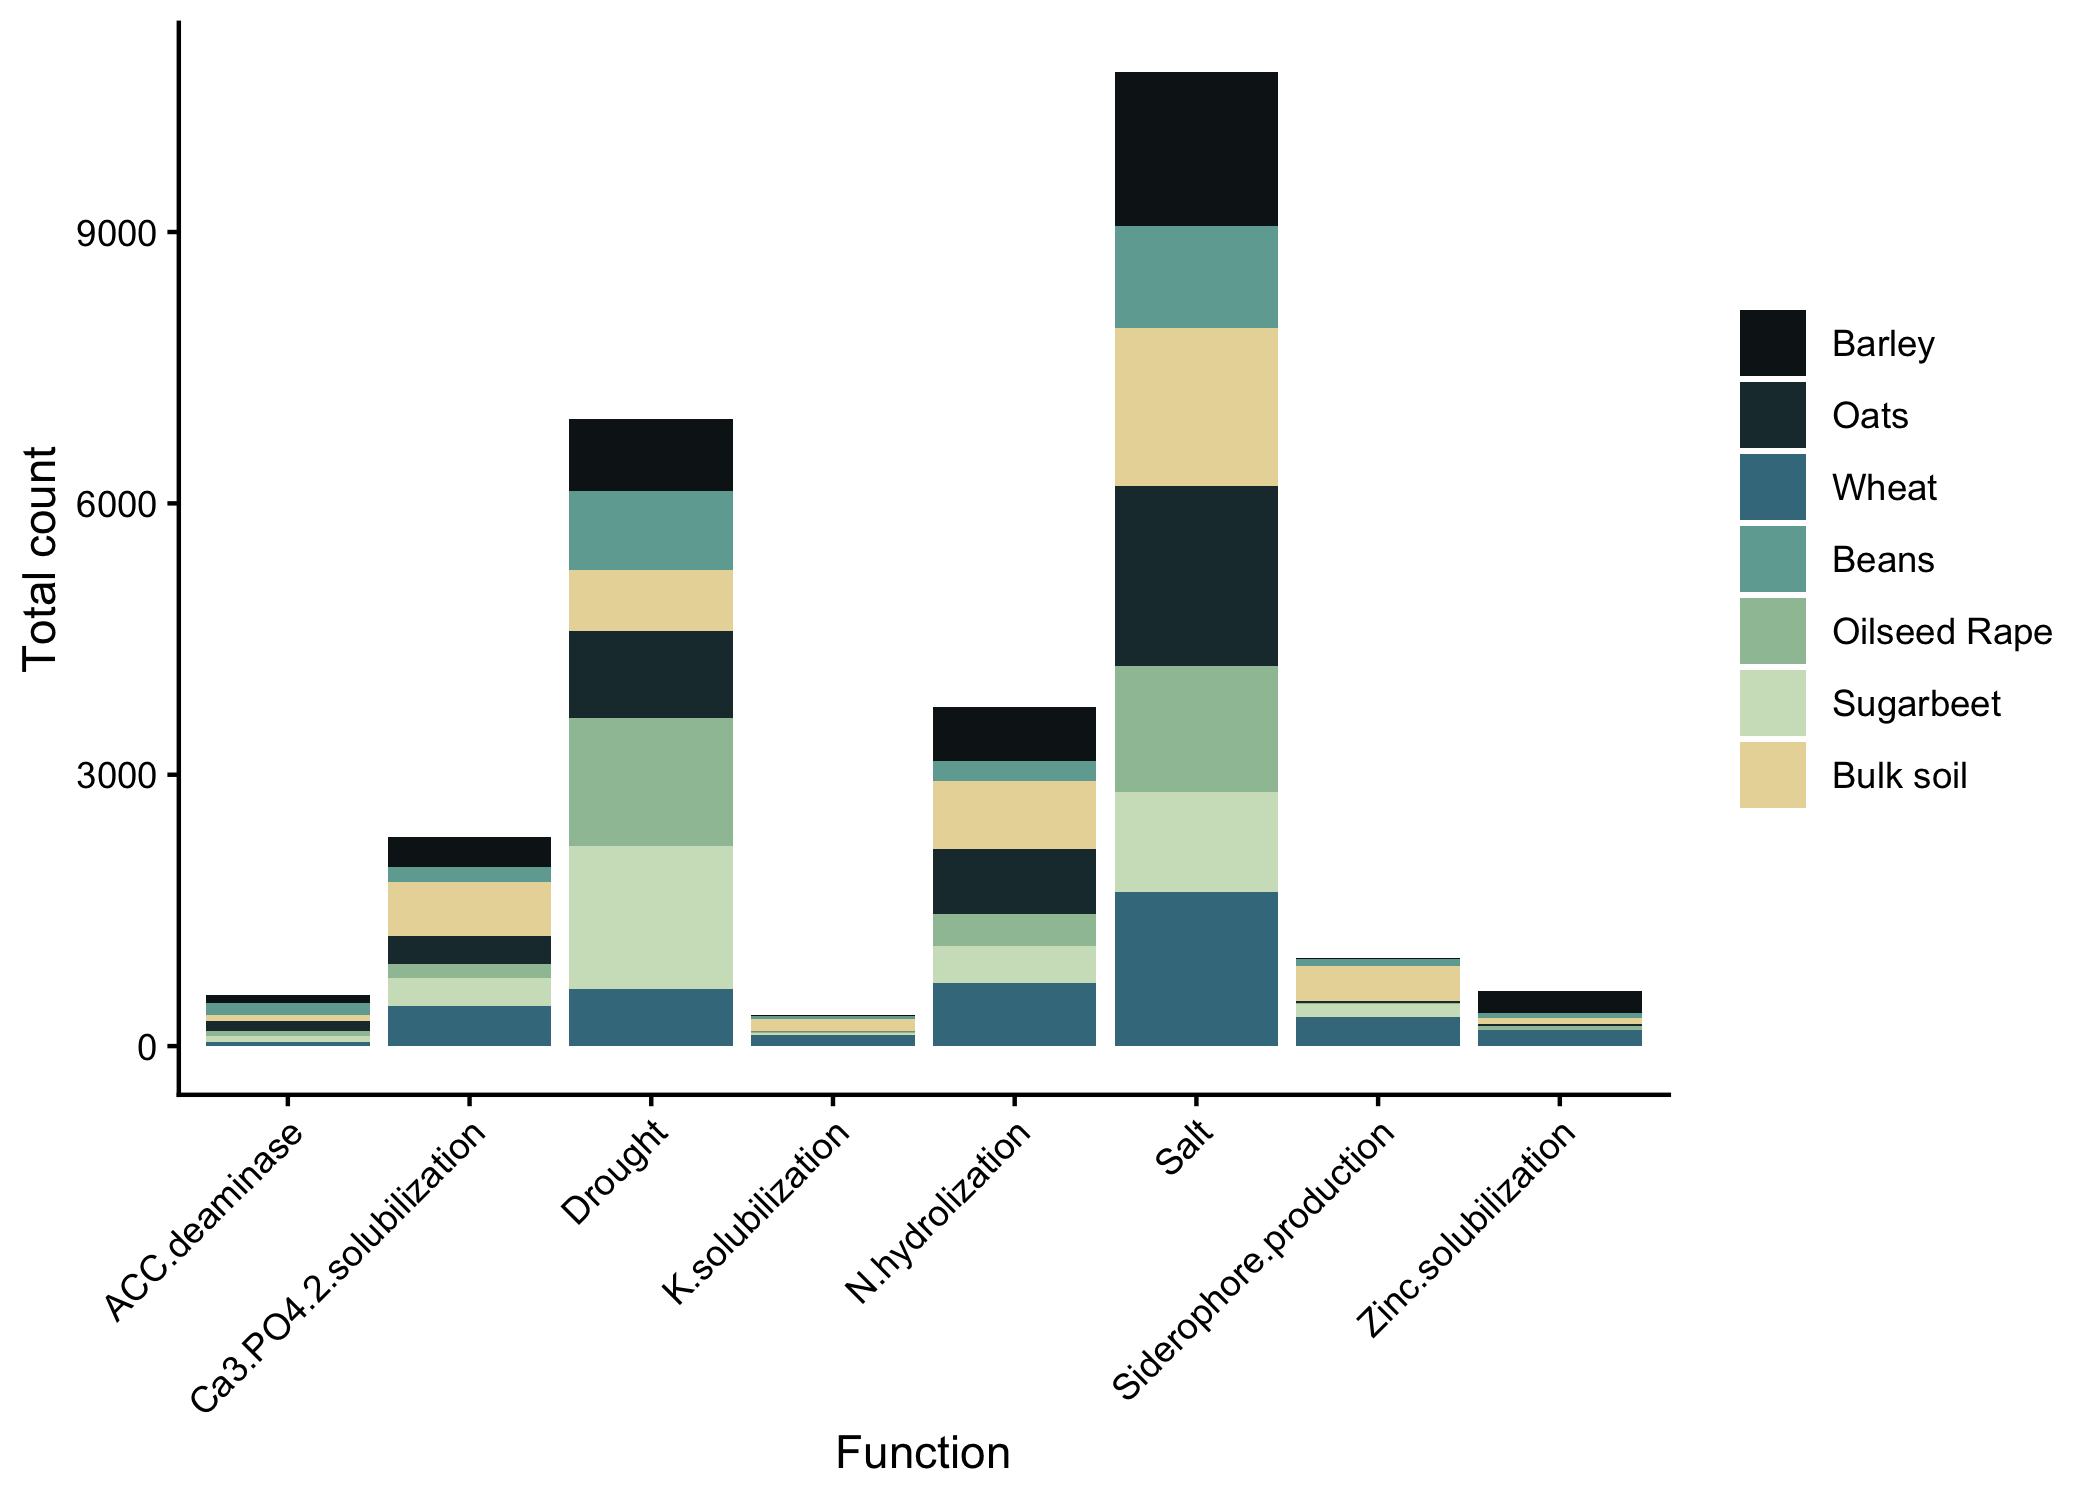 Total count
9000
6000
3000
0
ACC.deaminase
Ca3.PO4.2.solubilization
Drought
K.solubilization
N.hydrolization
Salt
Siderophore.production
Zinc.solubilization
Function
Barley
Oats
Wheat
Beans
Oilseed Rape
Sugarbeet
Bulk soil